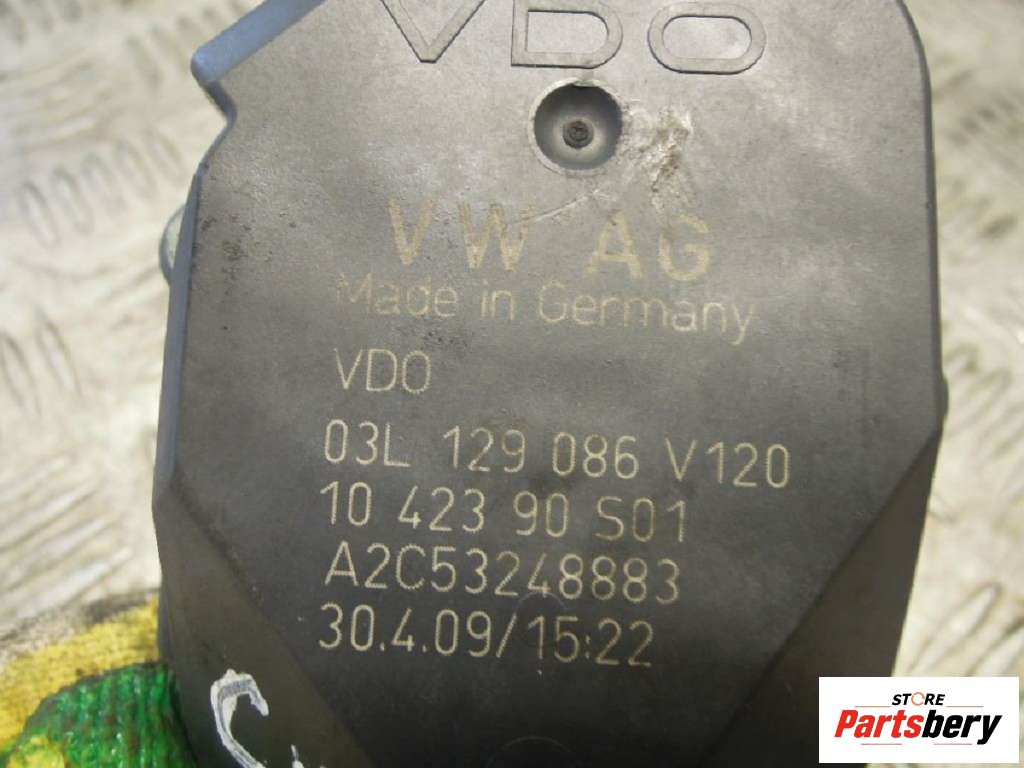 VDO
VW AG
Made in Germany
VDO
03L 129 086 V120
10 423 90 S01
A2C53248883
30.4.09/15:22
STORE
Partsbery